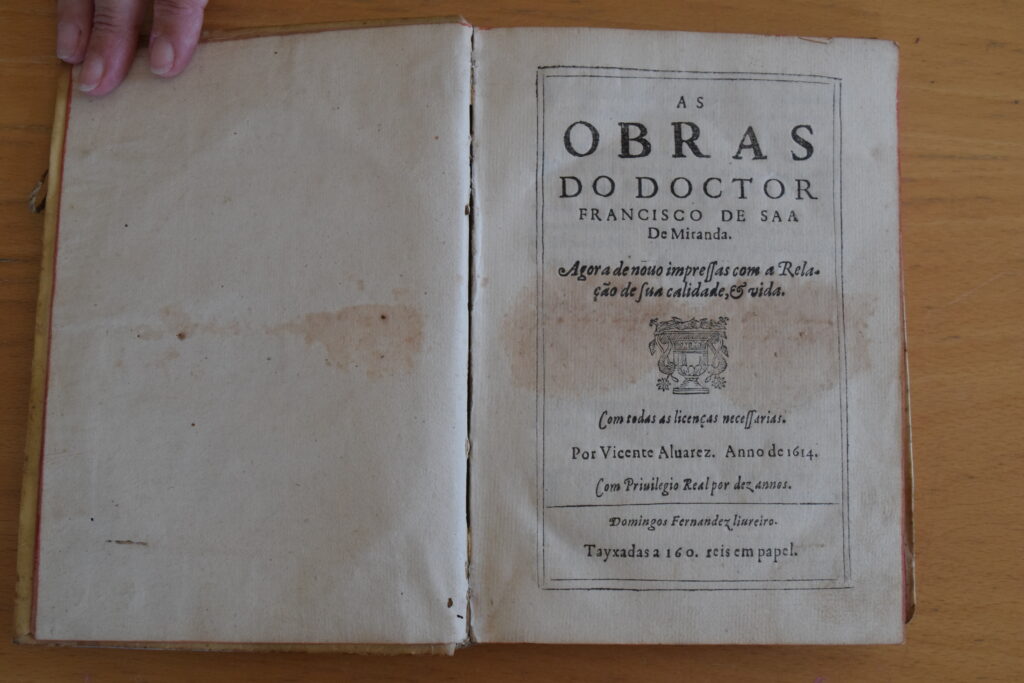 AS
OBRAS
DO DOCTOR
FRANCISCO DE SAA
De Miranda.
Agora de nouo impreſſas com a Rela-
ção de ſua calidade, & vida.
Com todas as licenças neceſſarias.
Por Vicente Aluarez. Anno de 1614.
Com Priuilegio Real por dez annos.
Domingos Fernandez liureiro.
Tayxadas a 160. reis em papel.